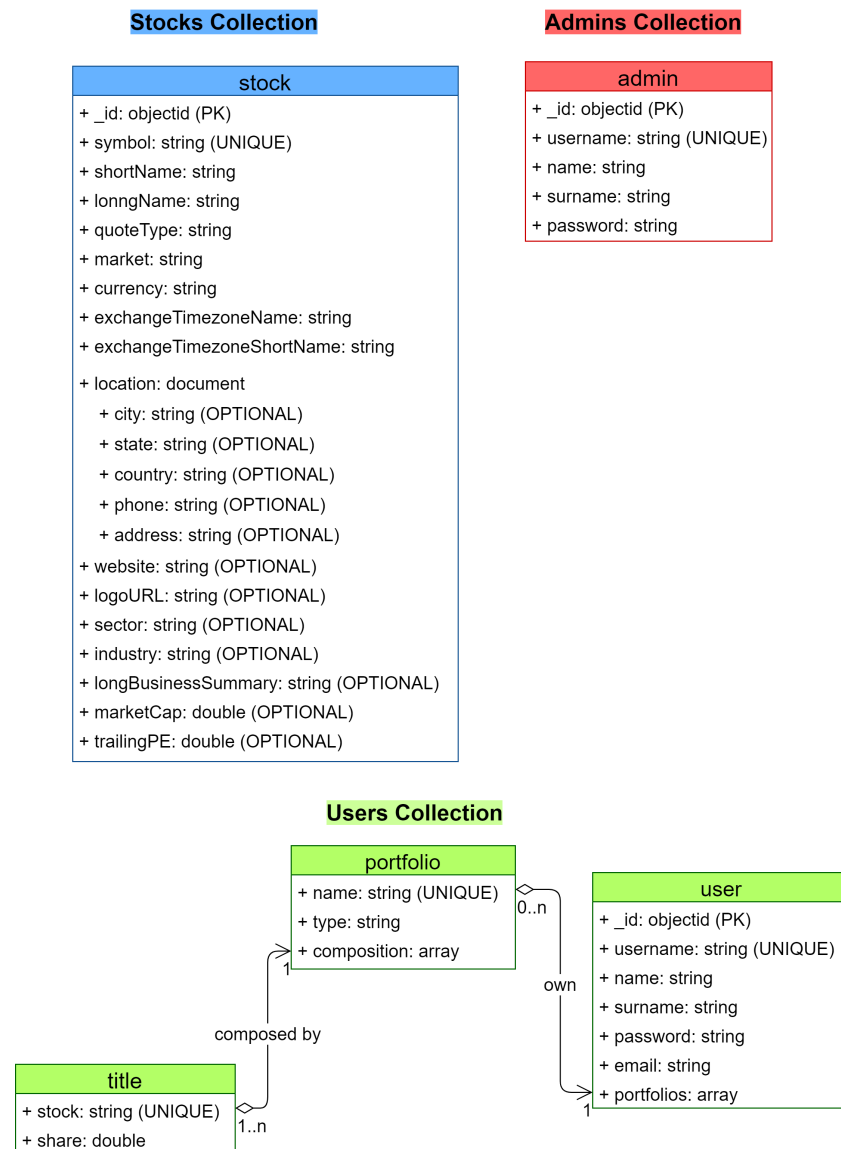 Stocks Collection
stock
+ _id: objectid (PK)
+ symbol: string (UNIQUE)
+ shortName: string
+ lonngName: string
+ quoteType: string
+ market: string
+ currency: string
+ exchangeTimezoneName: string
+ exchangeTimezoneShortName: string
+ location: document
+ city: string (OPTIONAL)
+ state: string (OPTIONAL)
+ country: string (OPTIONAL)
+ phone: string (OPTIONAL)
+ address: string (OPTIONAL)
+ website: string (OPTIONAL)
+ logoURL: string (OPTIONAL)
+ sector: string (OPTIONAL)
+ industry: string (OPTIONAL)
+ longBusinessSummary: string (OPTIONAL)
+ marketCap: double (OPTIONAL)
+ trailingPE: double (OPTIONAL)
Admins Collection
admin
+ _id: objectid (PK)
+ username: string (UNIQUE)
+ name: string
+ surname: string
+ password: string
Users Collection
portfolio
+ name: string (UNIQUE)
+ type: string
+ composition: array
0..n
1
own
composed by
user
+ _id: objectid (PK)
+ username: string (UNIQUE)
+ name: string
+ surname: string
+ password: string
+ email: string
+ portfolios: array
1
title
+ stock: string (UNIQUE)
+ share: double
1..n